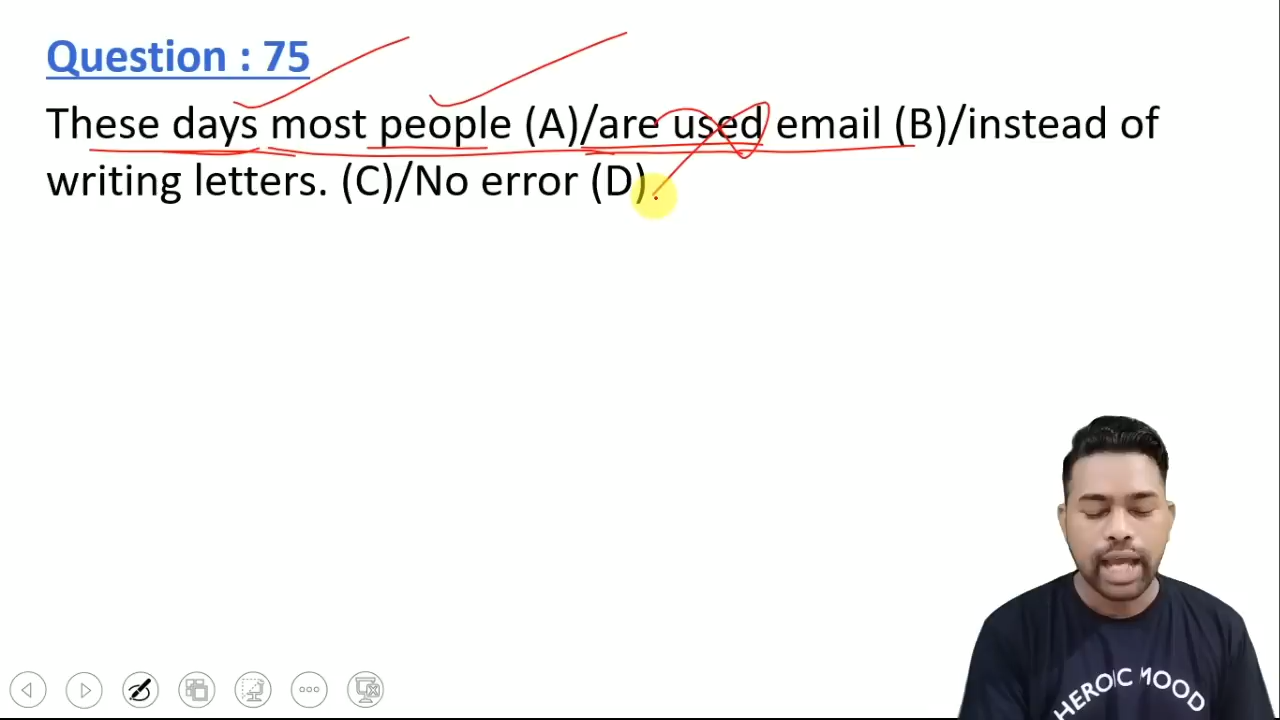 Question : 75
These days most people (A)/are used email (B)/instead of
writing letters. (C)/No error (D).
HEROIC MOOD